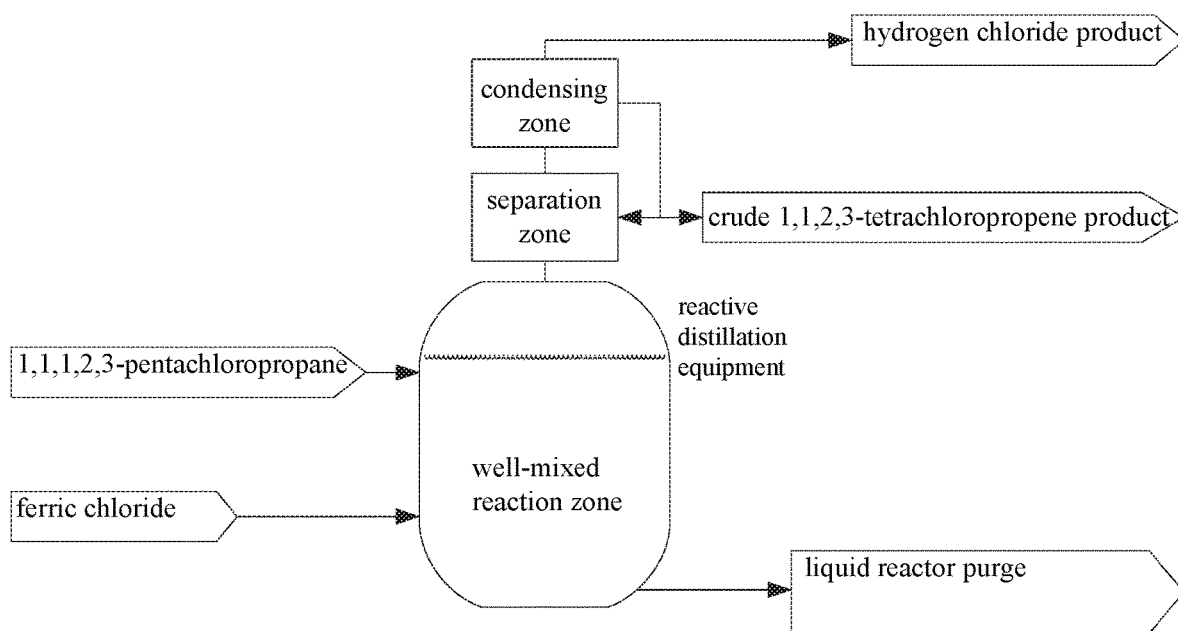 hydrogen chloride product
condensing
zone
separation
zone
crude 1,1,2,3-tetrachloropropene product
reactive
distillation
equipment
1,1,1,2,3-pentachloropropane
well-mixed
reaction zone
ferric chloride
liquid reactor purge